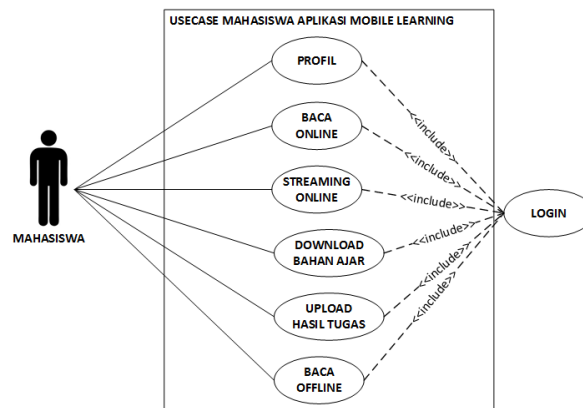 USECASE MAHASISWA APLIKASI MOBILE LEARNING
PROFIL
<<include>>
BACA
ONLINE
<<include>>
STREAMING
ONLINE
<<include>>
MAHASISWA
LOGIN
DOWNLOAD
BAHAN AJAR
<<include>>
UPLOAD
HASIL TUGAS
<<include>>
BACA
OFFLINE
<<include>>